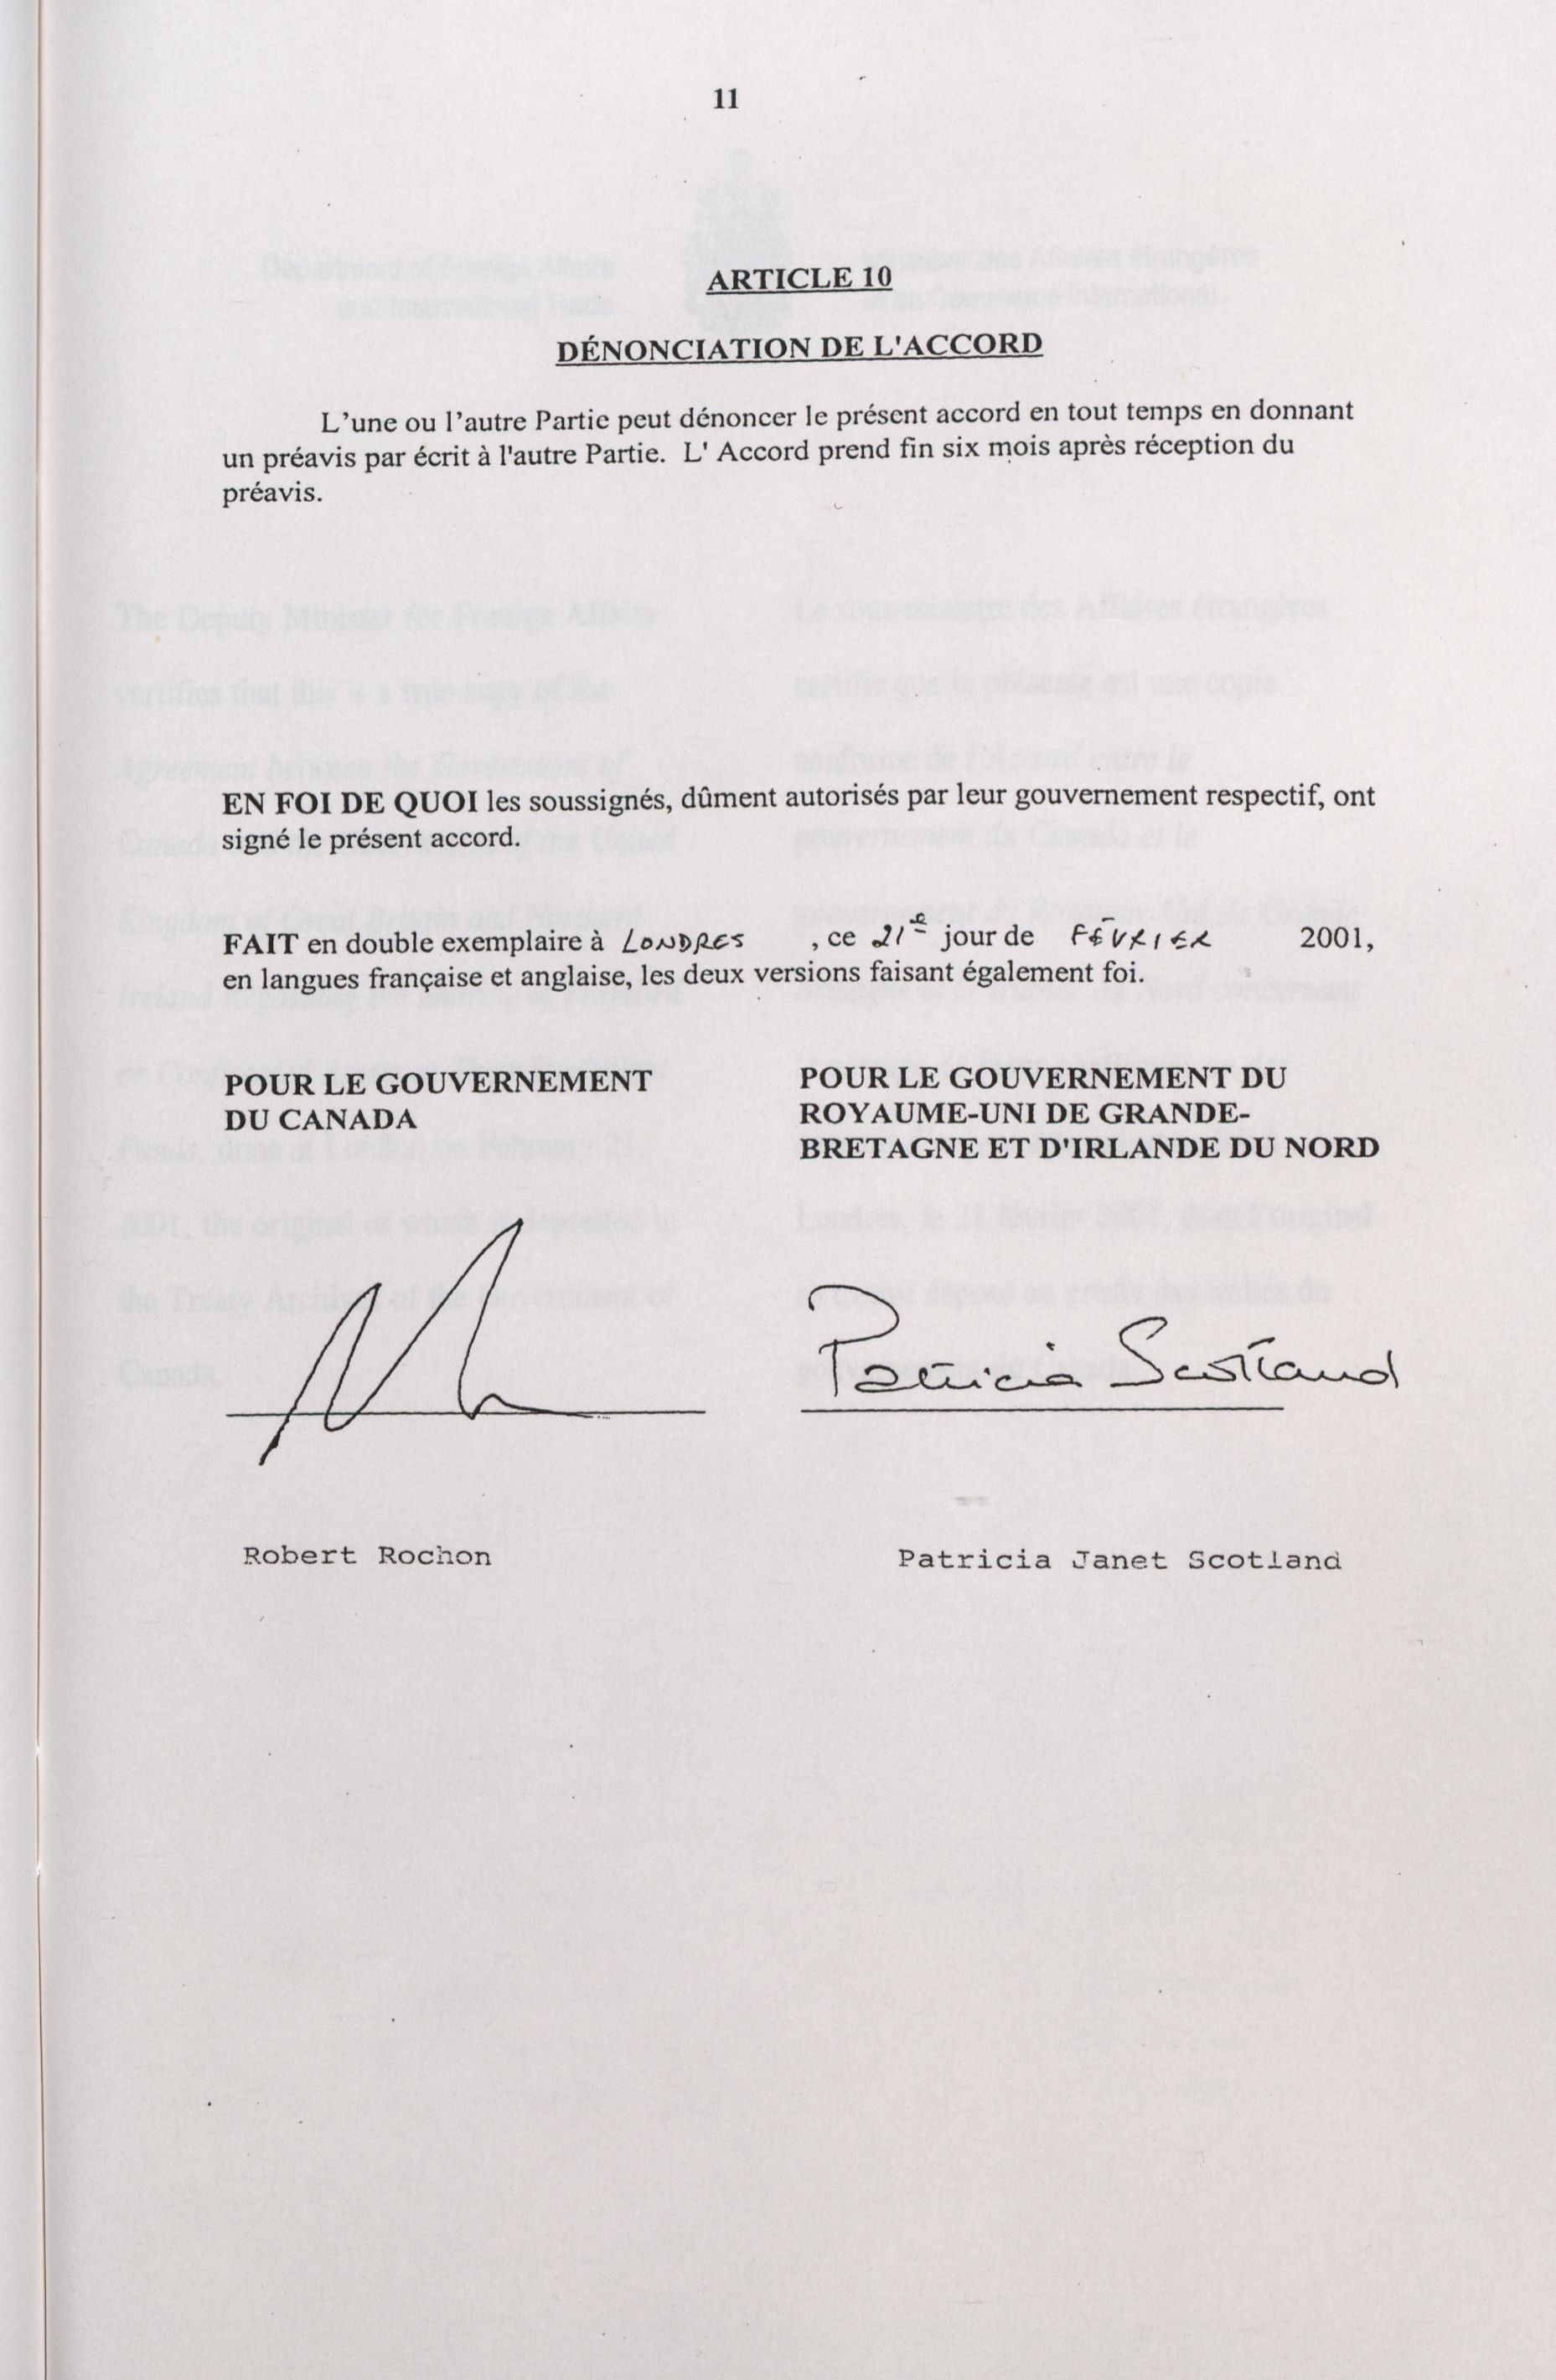 11
ARTICLE 10
DÉNONCIATION DE L'ACCORD
L'une ou l'autre Partie peut dénoncer le présent accord en tout temps en donnant
un préavis par écrit à l'autre Partie. L' Accord prend fin six mois après réception du
préavis.
EN FOI DE QUOI les soussignés, dûment autorisés par leur gouvernement respectif, ont
signé le présent accord.
FAIT en double exemplaire à LONDRES , ce 21e jour de FÉVRIER 2001,
en langues française et anglaise, les deux versions faisant également foi.
POUR LE GOUVERNEMENT
DU CANADA
POUR LE GOUVERNEMENT DU
ROYAUME-UNI DE GRANDE-
BRETAGNE ET D'IRLANDE DU NORD
Patricia Scotland
Robert Rochon
Patricia Janet Scotland